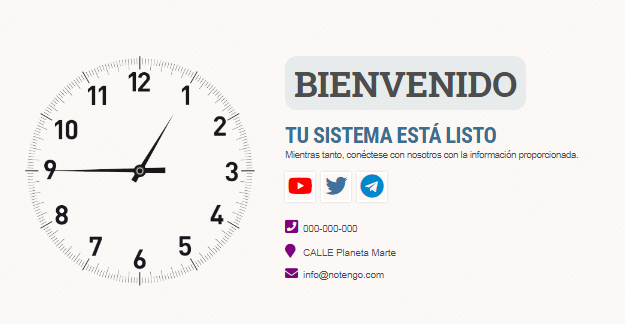 BIENVENIDO
TU SISTEMA ESTÁ LISTO
Mientras tanto, conéctese con nosotros con la información proporcionada.
000-000-000
CALLE Planeta Marte
info@notengo.com
12
1
2
3
4
5
6
7
8
9
10
11